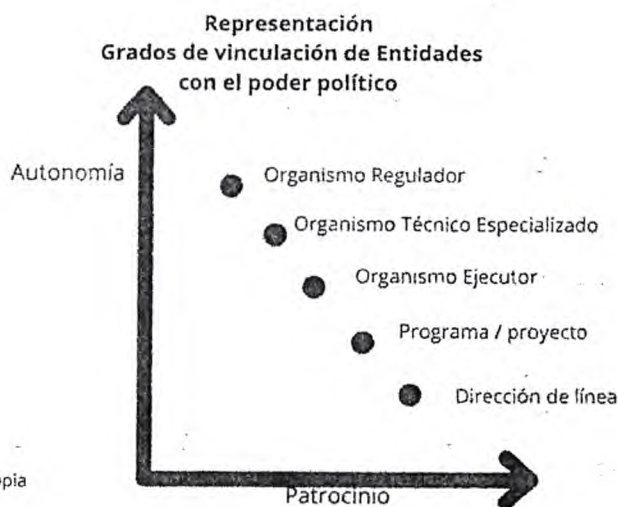 Representación
Grados de vinculación de Entidades
con el poder político
Autonomía
Organismo Regulador
Organismo Técnico Especializado
Organismo Ejecutor
Programa / proyecto
Dirección de línea
opia
Patrocinio